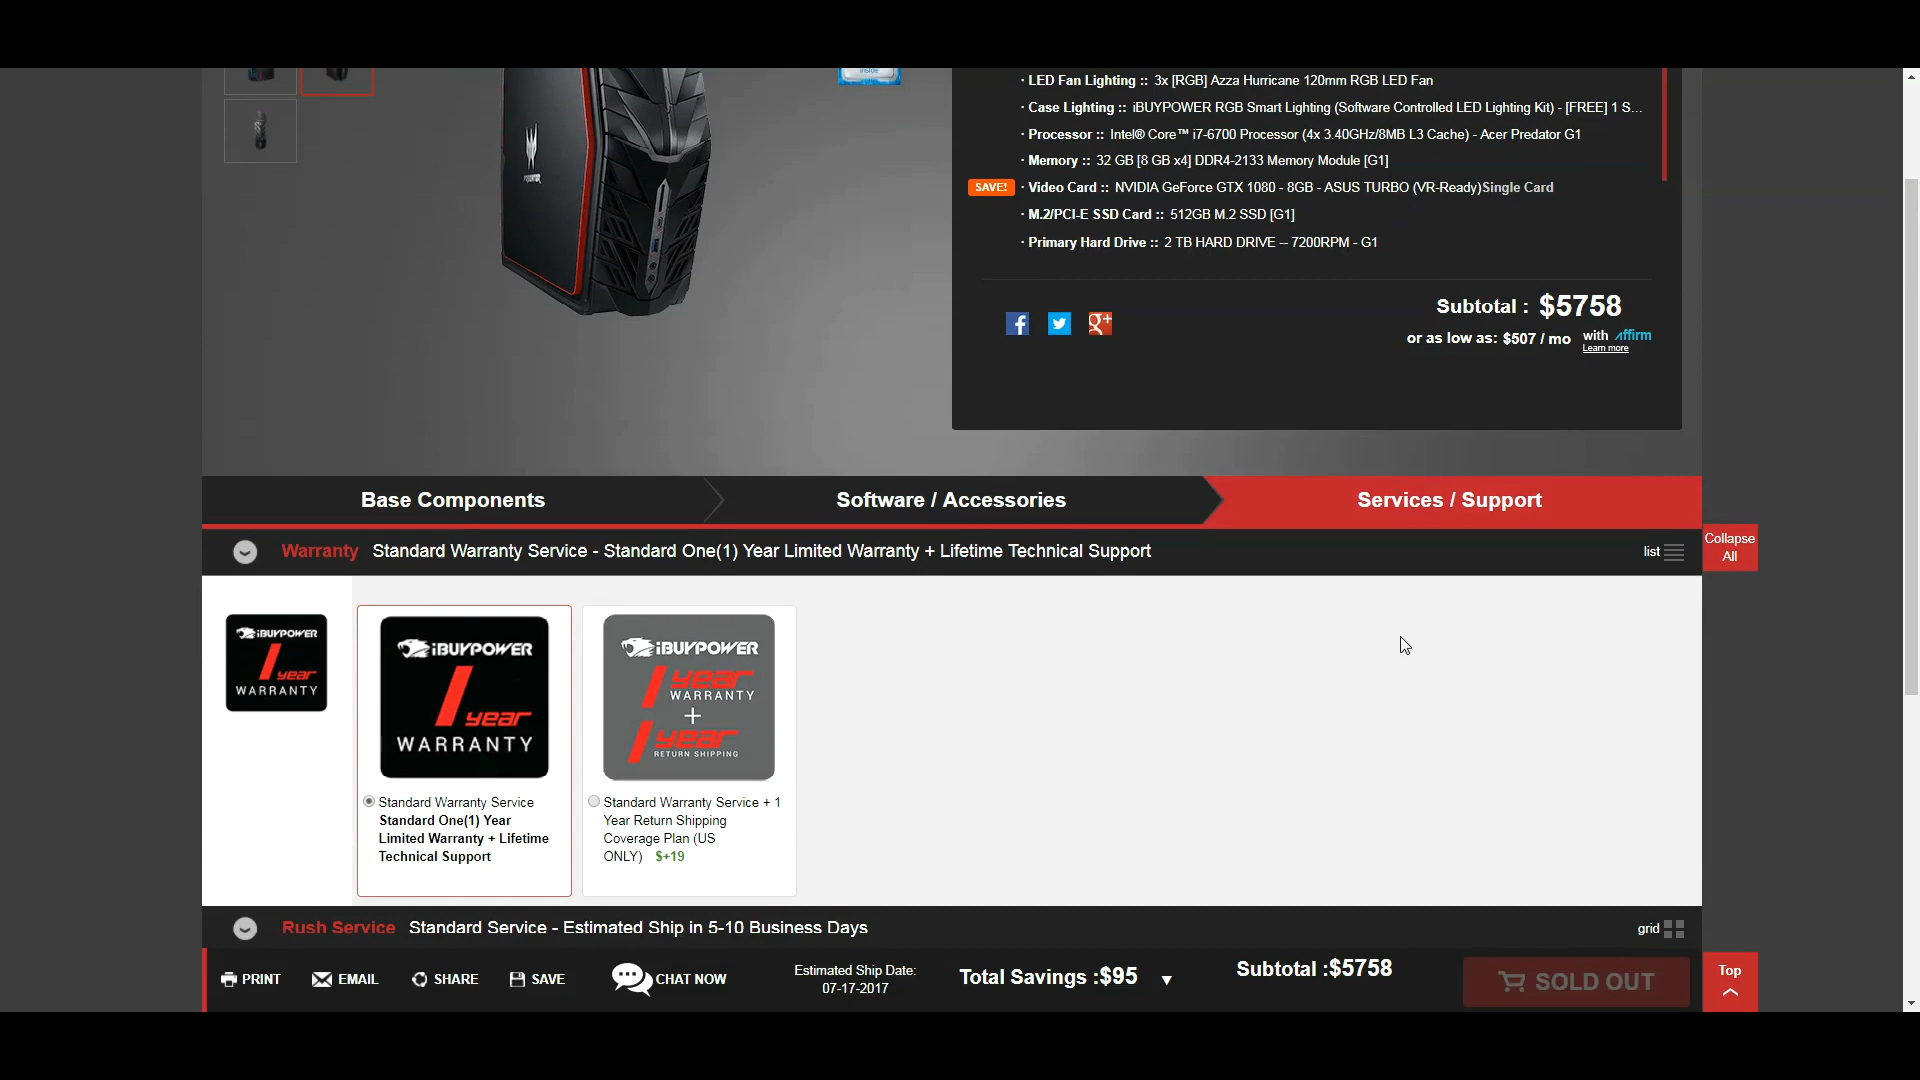 inside
· LED Fan Lighting :: 3x [RGB] Azza Hurricane 120mm RGB LED Fan
· Case Lighting :: iBUYPOWER RGB Smart Lighting (Software Controlled LED Lighting Kit) - [FREE] 1 S...
· Processor :: Intel® Core™ i7-6700 Processor (4x 3.40GHz/8MB L3 Cache) - Acer Predator G1
· Memory :: 32 GB [8 GB x4] DDR4-2133 Memory Module [G1]
SAVE! · Video Card :: NVIDIA GeForce GTX 1080 - 8GB - ASUS TURBO (VR-Ready)Single Card
· M.2/PCI-E SSD Card :: 512GB M.2 SSD [G1]
· Primary Hard Drive :: 2 TB HARD DRIVE -- 7200RPM - G1
PREDATOR
Subtotal : $5758
or as low as: $507 / mo with affirm
Learn more
Base Components
Software / Accessories
Services / Support
Warranty Standard Warranty Service - Standard One(1) Year Limited Warranty + Lifetime Technical Support
list
Collapse
All
iBUYPOWER
1 year
WARRANTY
iBUYPOWER
1 year
WARRANTY
iBUYPOWER
1 year
WARRANTY
+
1 year
RETURN SHIPPING
Standard Warranty Service
Standard One(1) Year
Limited Warranty + Lifetime
Technical Support
Standard Warranty Service + 1
Year Return Shipping
Coverage Plan (US
ONLY) $+19
Rush Service Standard Service - Estimated Ship in 5-10 Business Days
grid
PRINT
EMAIL
SHARE
SAVE
CHAT NOW
Estimated Ship Date:
07-17-2017
Total Savings :$95 ▼
Subtotal :$5758
SOLD OUT
Top